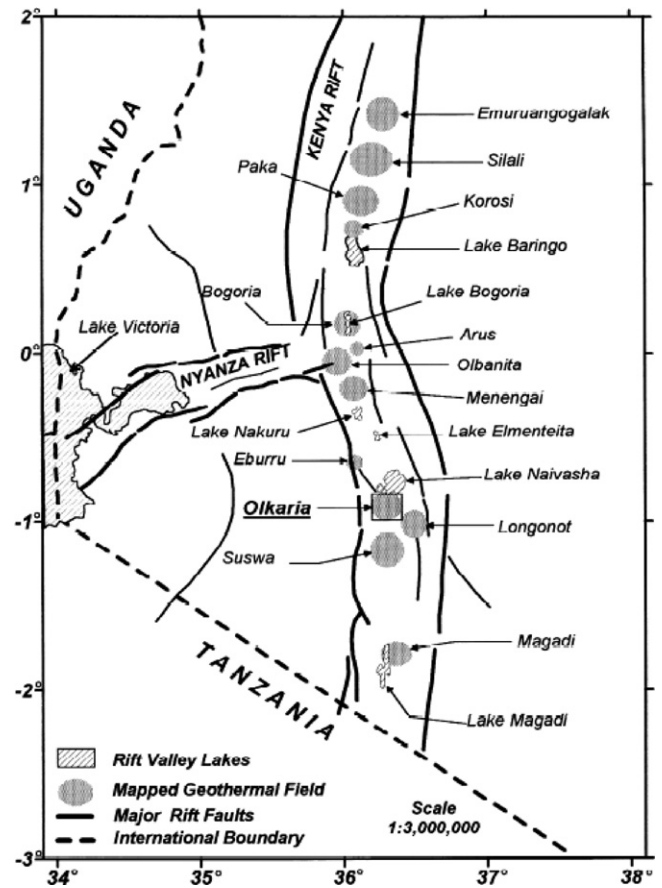 2°
1°
0°
-1°
-2°
-3°
34°
35°
36°
37°
38°
UGANDA
KENYA RIFT
Emuruangogalak
Silali
Paka
Korosi
Lake Baringo
Bogoria
Lake Bogoria
Lake Victoria
Arus
NYANZA RIFT
Olbanita
Menengai
Lake Nakuru
Lake Elmenteita
Eburru
Lake Naivasha
Olkaria
Longonot
Suswa
Magadi
TANZANIA
Lake Magadi
Rift Valley Lakes
Mapped Geothermal Field
Major Rift Faults
International Boundary
Scale
1:3,000,000